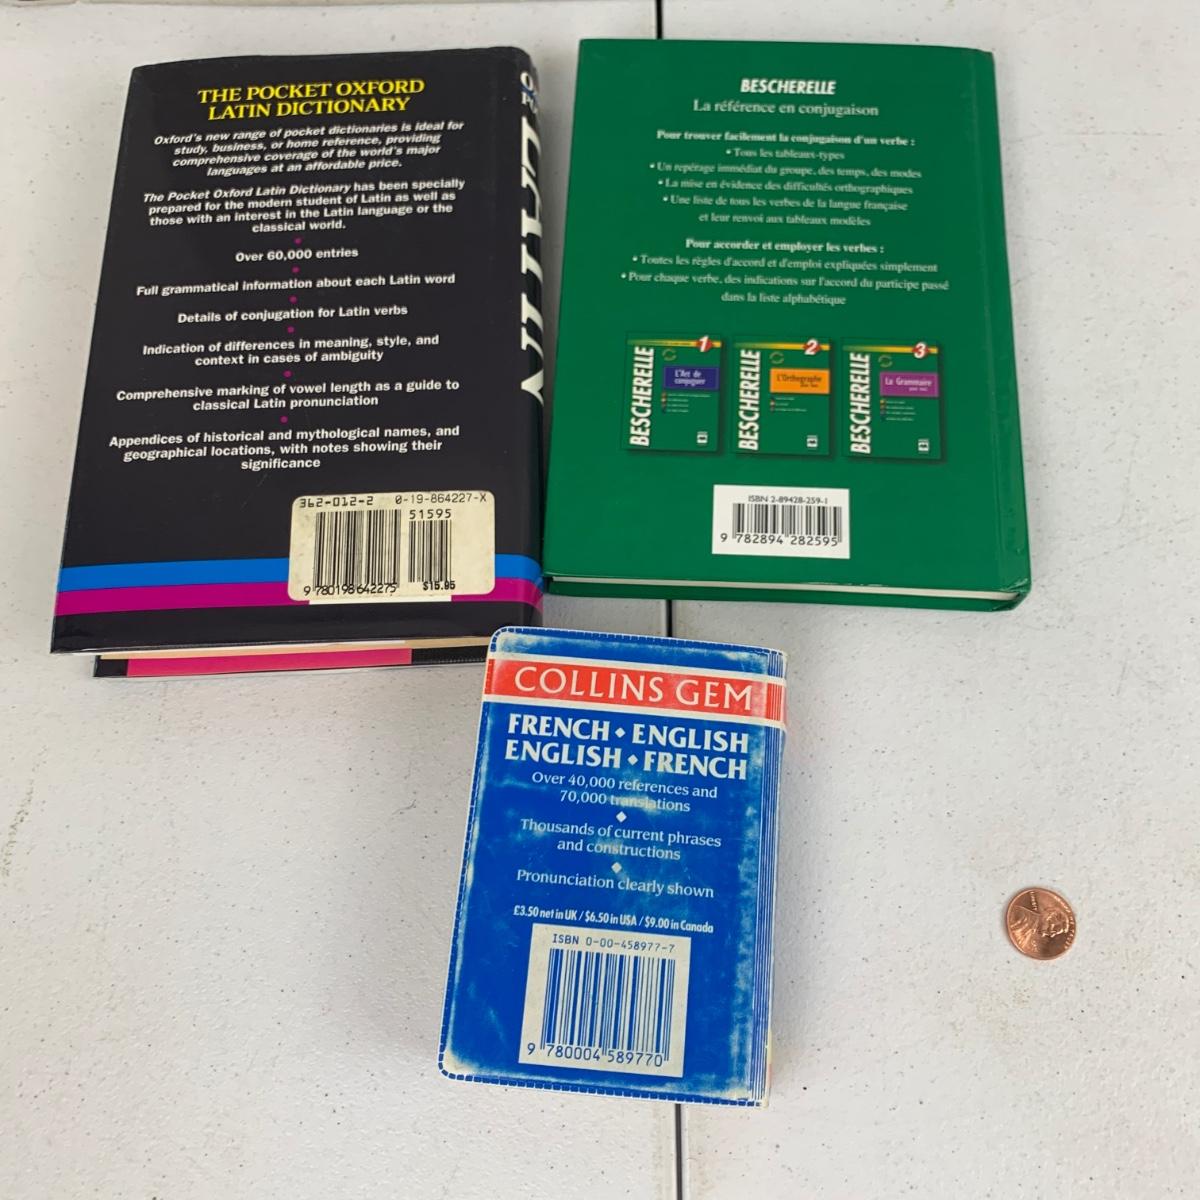 THE POCKET OXFORD
LATIN DICTIONARY
Oxford's new range of pocket dictionaries is ideal for
study, business, or home reference, providing
comprehensive coverage of the world's major
languages at an affordable price.
The Pocket Oxford Latin Dictionary has been specially
prepared for the modern student of Latin as well as
those with an interest in the Latin language or the
classical world.
Over 60,000 entries
Full grammatical information about each Latin word
Details of conjugation for Latin verbs
Indication of differences in meaning, style, and
context in cases of ambiguity
Comprehensive marking of vowel length as a guide to
classical Latin pronunciation
Appendices of historical and mythological names, and
geographical locations, with notes showing their
significance
362-012-2 0-19-864227-X
51595
9 780198 642275 $15.95
LATIN
BESCHERELLE
La référence en conjugaison
Pour trouver facilement la conjugaison d'un verbe :
• Tous les tableaux-types
• Un repérage immédiat du groupe, des temps, des modes
• La mise en évidence des difficultés orthographiques
• Une liste de tous les verbes de la langue française
et leur renvoi aux tableaux modèles
Pour accorder et employer les verbes :
• Toutes les règles d'accord et d'emploi expliquées simplement
• Pour chaque verbe, des indications sur l'accord du participe passé
dans la liste alphabétique
BESCHERELLE
1
L'Art de
conjuguer
BESCHERELLE
2
L'Orthographe
pour tous
BESCHERELLE
3
La Grammaire
pour tous
ISBN 2-89428-259-1
9 782894 282595
COLLINS GEM
FRENCH ◆ ENGLISH
ENGLISH ◆ FRENCH
Over 40,000 references and
70,000 translations
Thousands of current phrases
and constructions
Pronunciation clearly shown
£3.50 net in UK / $6.50 in USA / $9.00 in Canada
ISBN 0-00-458977-7
9 780004 589770